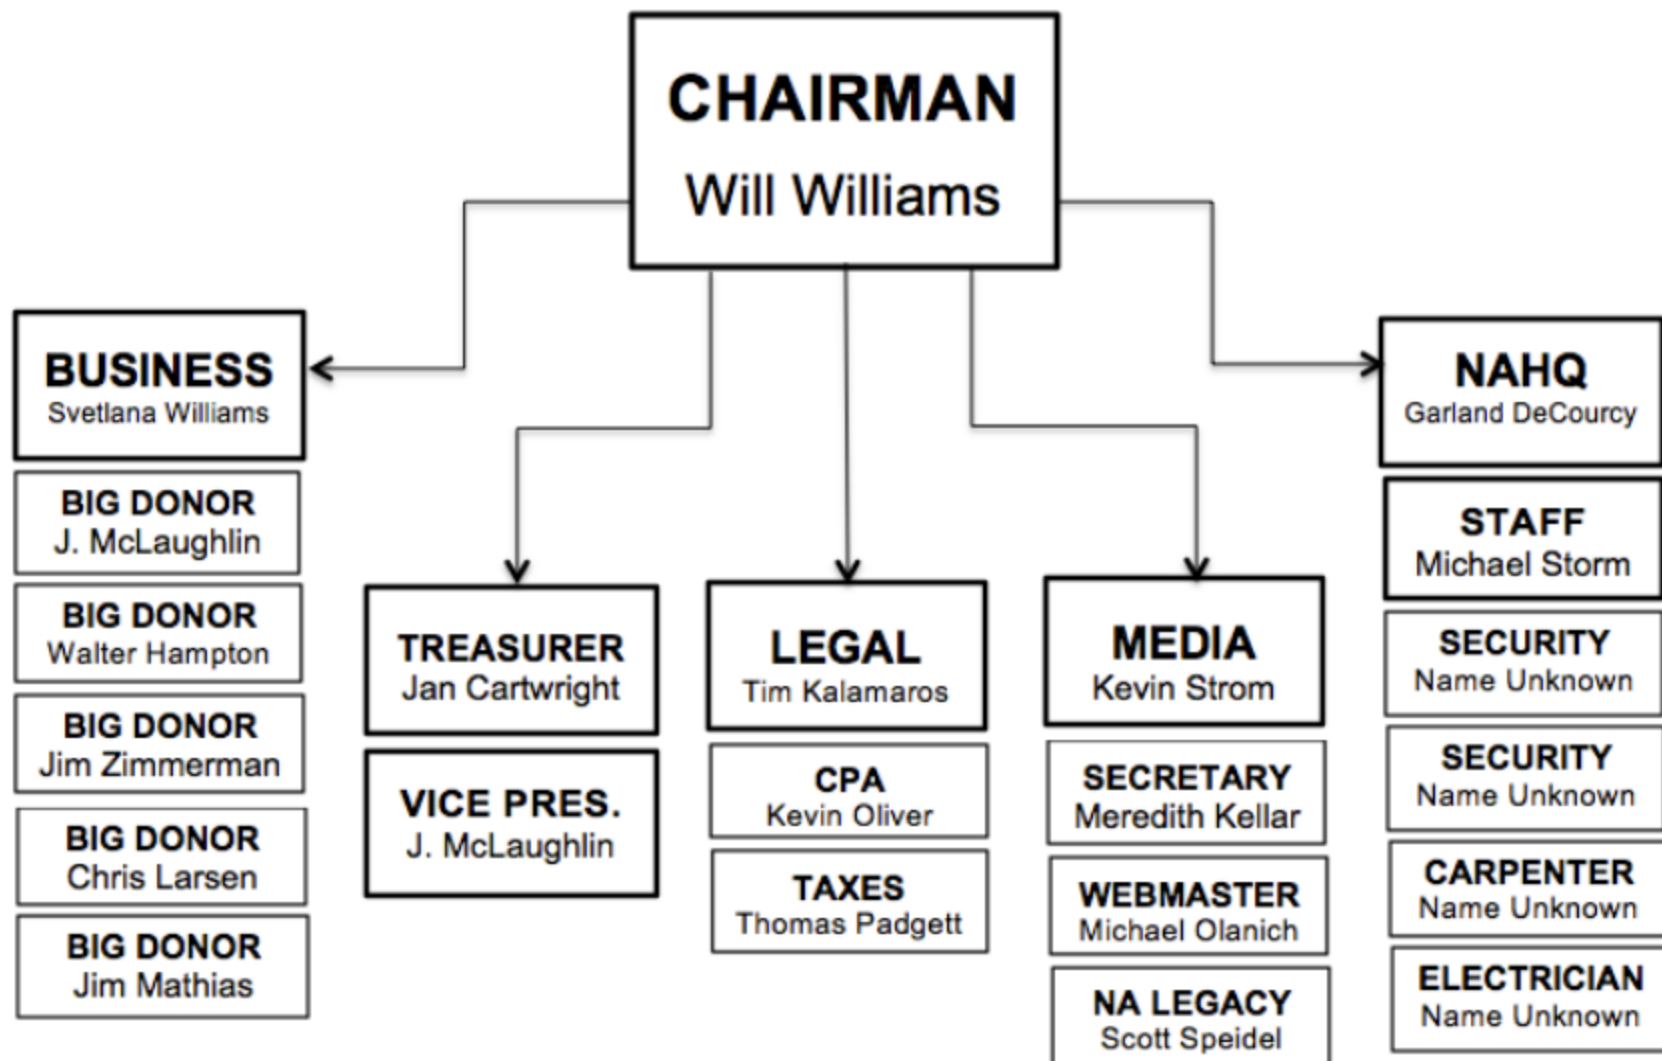 CHAIRMAN
Will Williams
BUSINESS
Svetlana Williams
BIG DONOR
J. McLaughlin
BIG DONOR
Walter Hampton
BIG DONOR
Jim Zimmerman
BIG DONOR
Chris Larsen
BIG DONOR
Jim Mathias
TREASURER
Jan Cartwright
VICE PRES.
J. McLaughlin
LEGAL
Tim Kalamaros
CPA
Kevin Oliver
TAXES
Thomas Padgett
MEDIA
Kevin Strom
SECRETARY
Meredith Kellar
WEBMASTER
Michael Olanich
NA LEGACY
Scott Speidel
NAHQ
Garland DeCourcy
STAFF
Michael Storm
SECURITY
Name Unknown
SECURITY
Name Unknown
CARPENTER
Name Unknown
ELECTRICIAN
Name Unknown